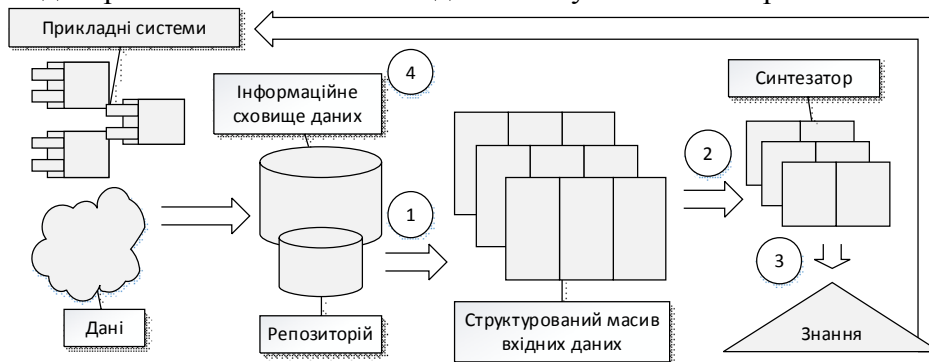 Прикладні системи
4
Інформаційне
сховище даних
Синтезатор
2
1
3
Дані
Репозиторій
Структурований масив
вхідних даних
Знання